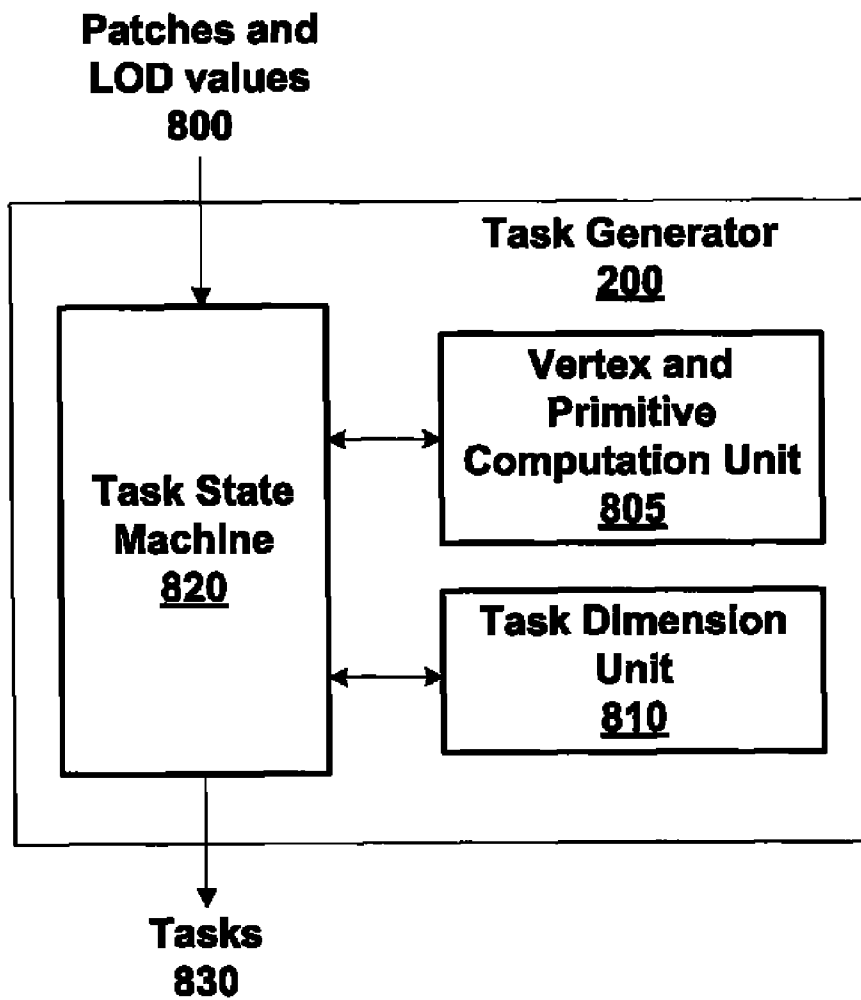 Patches and
LOD values
800
Task Generator
200
Vertex and
Primitive
Computation Unit
805
Task State
Machine
820
Task Dimension
Unit
810
Tasks
830